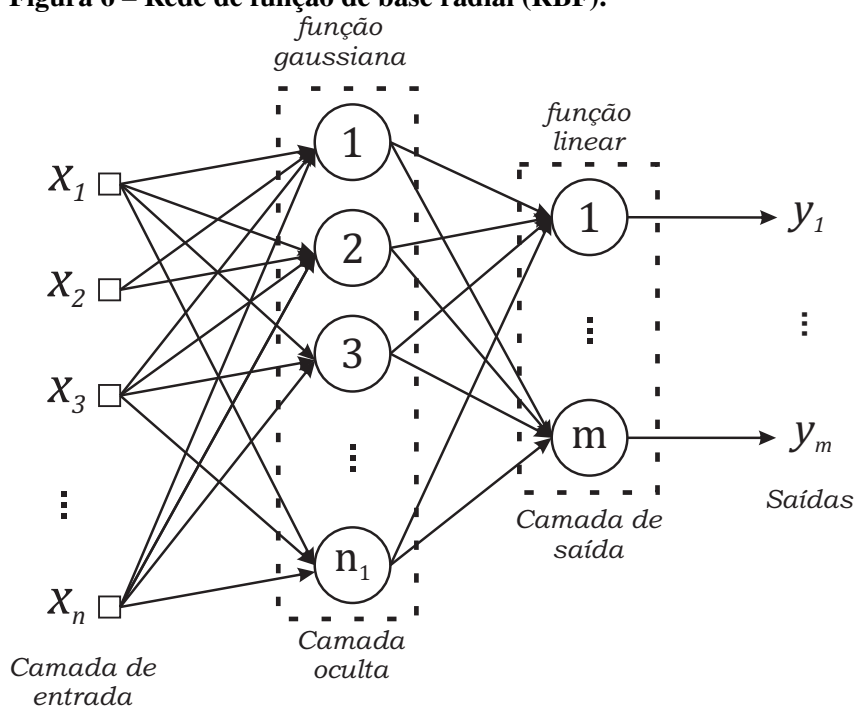 Figura 6 – Rede de função de base radial (RBF).
função
gaussiana
função
linear
x1
x2
x3
⋮
xn
Camada de
entrada
1
2
3
⋮
n1
Camada
oculta
1
⋮
m
Camada de
saída
y1
⋮
ym
Saídas